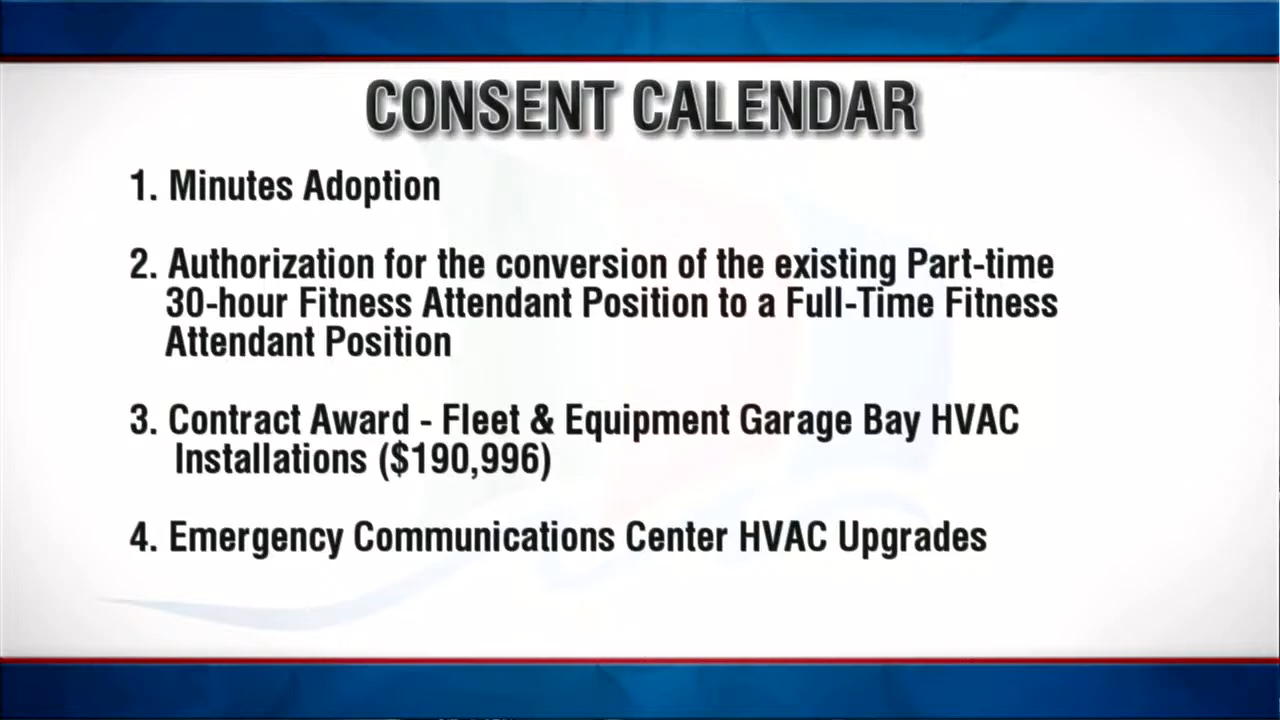 CONSENT CALENDAR
1. Minutes Adoption
2. Authorization for the conversion of the existing Part-time
30-hour Fitness Attendant Position to a Full-Time Fitness
Attendant Position
3. Contract Award - Fleet & Equipment Garage Bay HVAC
Installations ($190,996)
4. Emergency Communications Center HVAC Upgrades